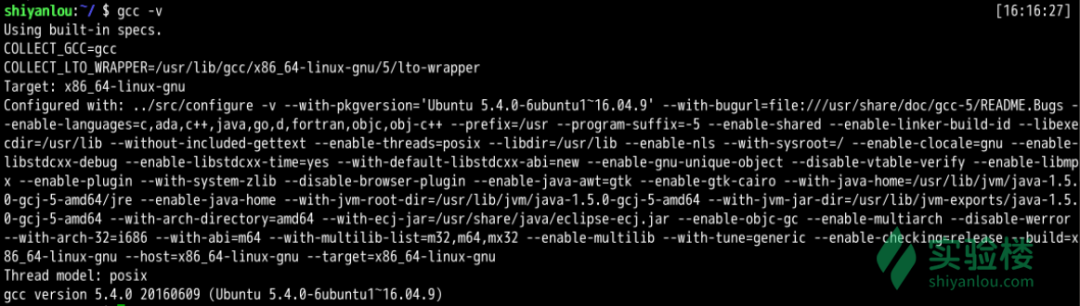 shiyanlou:~/ $ gcc -v [16:16:27]
Using built-in specs.
COLLECT_GCC=gcc
COLLECT_LTO_WRAPPER=/usr/lib/gcc/x86_64-linux-gnu/5/lto-wrapper
Target: x86_64-linux-gnu
Configured with: ../src/configure -v --with-pkgversion='Ubuntu 5.4.0-6ubuntu1~16.04.9' --with-bugurl=file:///usr/share/doc/gcc-5/README.Bugs -
-enable-languages=c,ada,c++,java,go,d,fortran,objc,obj-c++ --prefix=/usr --program-suffix=-5 --enable-shared --enable-linker-build-id --libexe
cdir=/usr/lib --without-included-gettext --enable-threads=posix --libdir=/usr/lib --enable-nls --with-sysroot=/ --enable-clocale=gnu --enable-
libstdcxx-debug --enable-libstdcxx-time=yes --with-default-libstdcxx-abi=new --enable-gnu-unique-object --disable-vtable-verify --enable-libmp
x --enable-plugin --with-system-zlib --disable-browser-plugin --enable-java-awt=gtk --enable-gtk-cairo --with-java-home=/usr/lib/jvm/java-1.5.
0-gcj-5-amd64/jre --enable-java-home --with-jvm-root-dir=/usr/lib/jvm/java-1.5.0-gcj-5-amd64 --with-jvm-jar-dir=/usr/lib/jvm-exports/java-1.5.
0-gcj-5-amd64 --with-arch-directory=amd64 --with-ecj-jar=/usr/share/java/eclipse-ecj.jar --enable-objc-gc --enable-multiarch --disable-werror
--with-arch-32=i686 --with-abi=m64 --with-multilib-list=m32,m64,mx32 --enable-multilib --with-tune=generic --enable-checking=release --build=x
86_64-linux-gnu --host=x86_64-linux-gnu --target=x86_64-linux-gnu
Thread model: posix
gcc version 5.4.0 20160609 (Ubuntu 5.4.0-6ubuntu1~16.04.9)
实验楼
shiyanlou.com